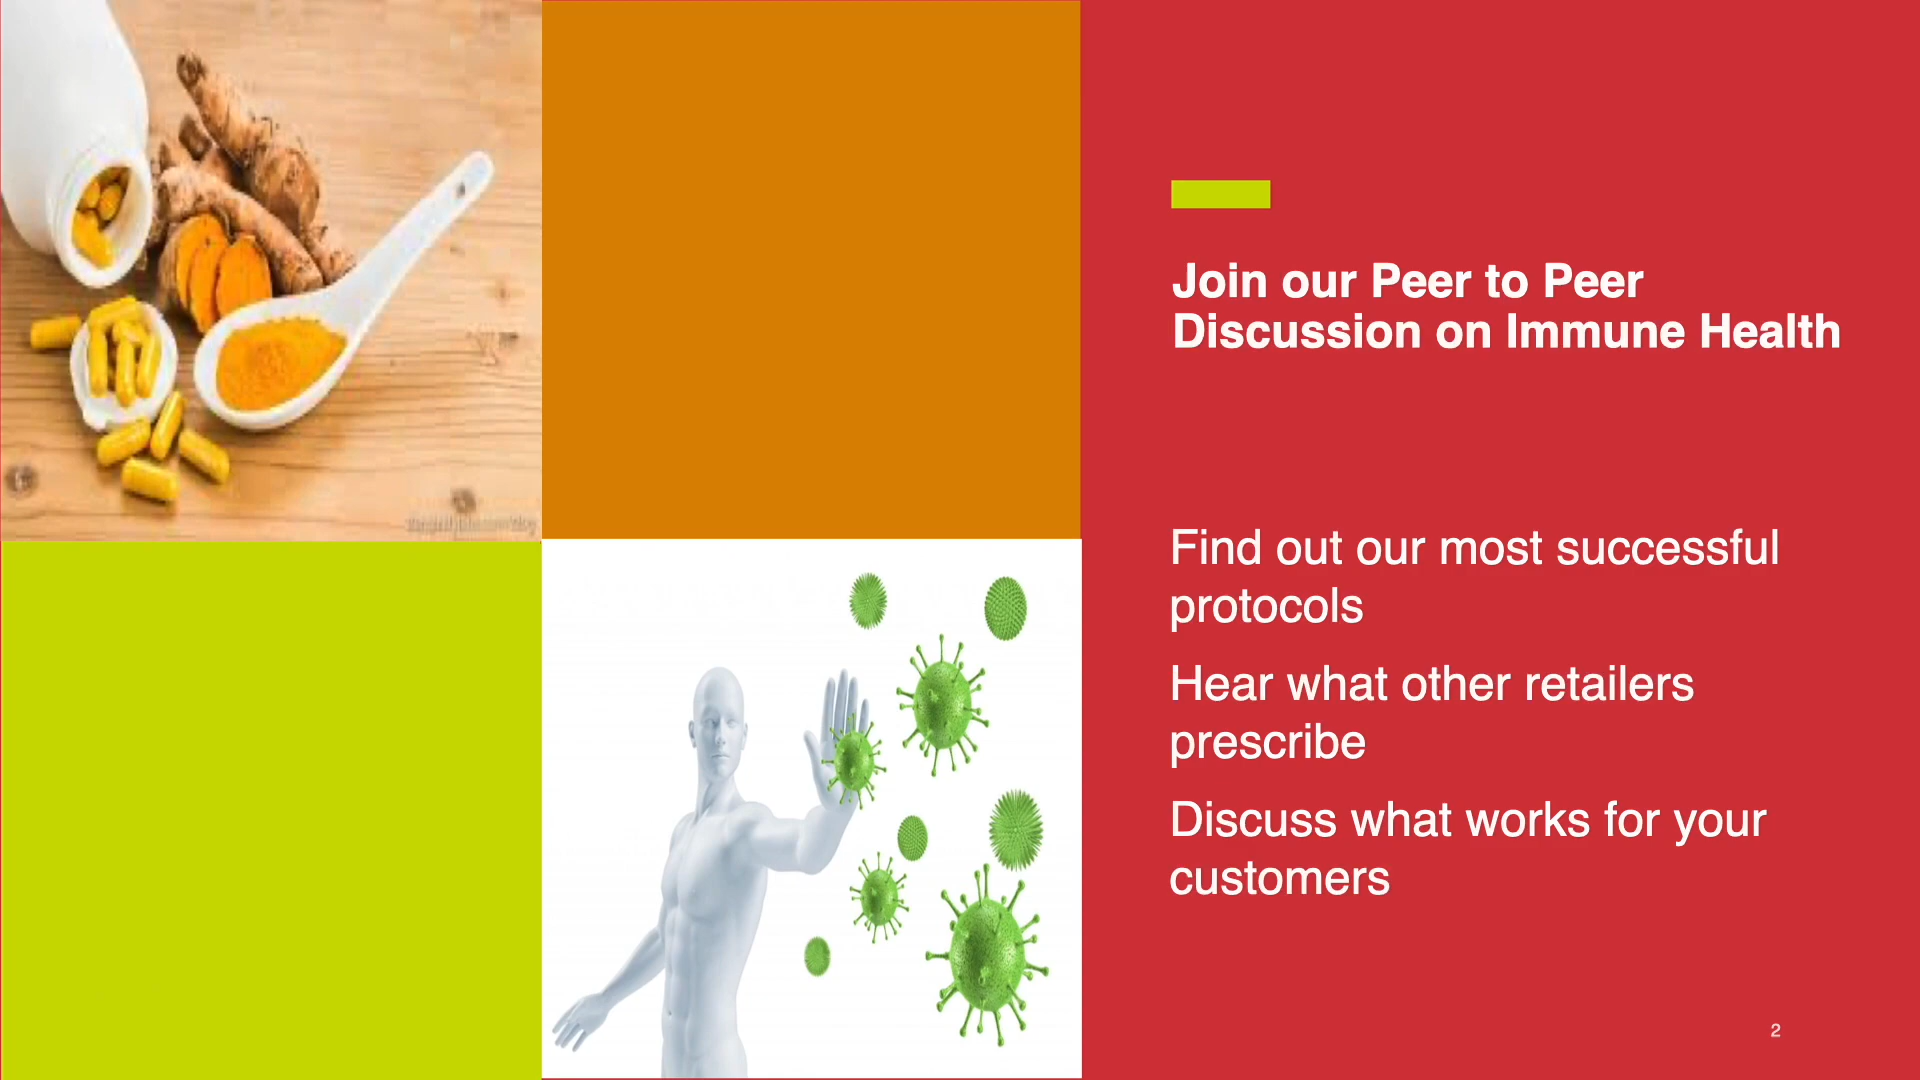 Join our Peer to Peer
Discussion on Immune Health
Find out our most successful
protocols
Hear what other retailers
prescribe
Discuss what works for your
customers
2